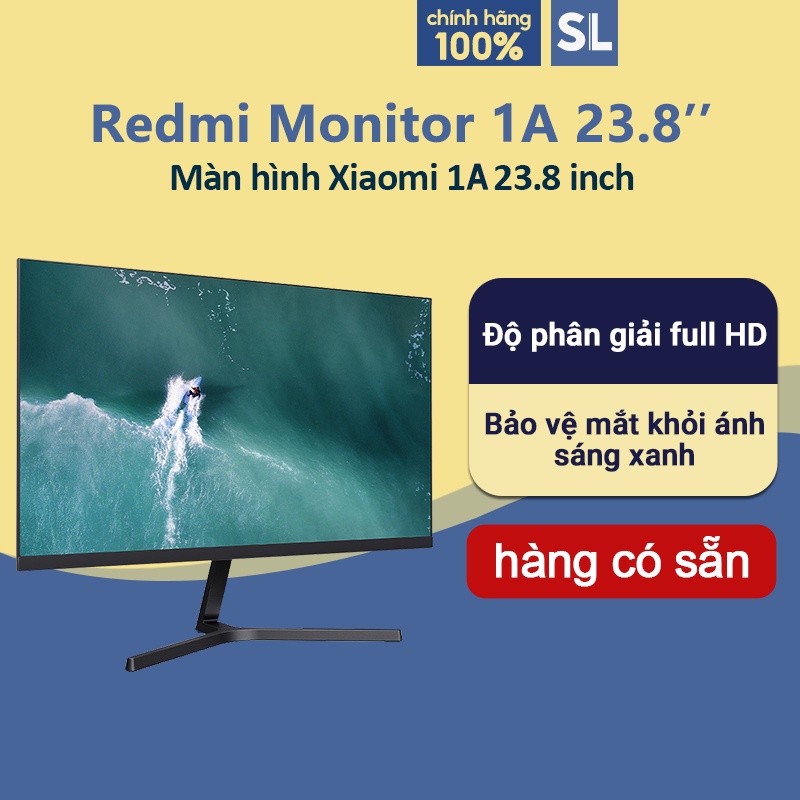 chính hãng
100%
SL
Redmi Monitor 1A 23.8’’
Màn hình Xiaomi 1A 23.8 inch
Độ phân giải full HD
Bảo vệ mắt khỏi ánh
sáng xanh
hàng có sẵn